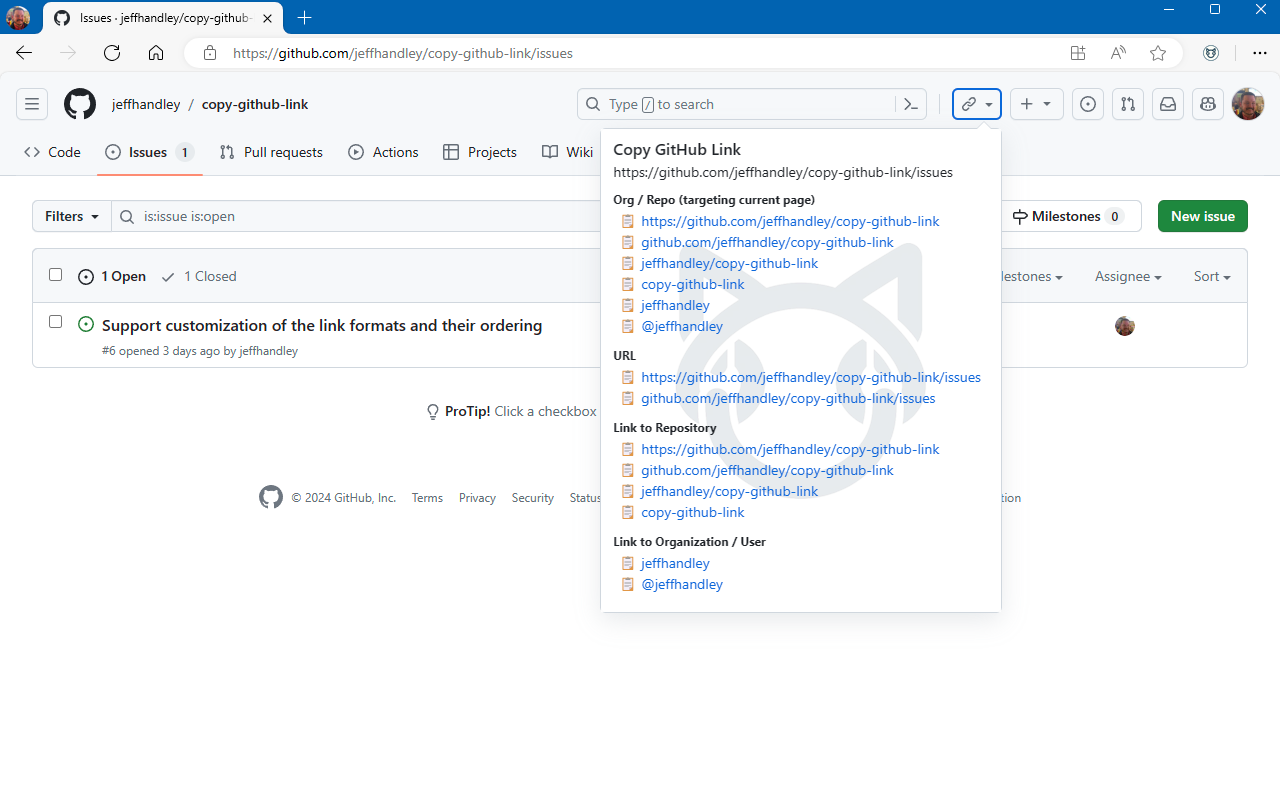 Issues · jeffhandley/copy-github-
https://github.com/jeffhandley/copy-github-link/issues
jeffhandley / copy-github-link
Type / to search
Code
Issues 1
Pull requests
Actions
Projects
Wiki
Copy GitHub Link
https://github.com/jeffhandley/copy-github-link/issues
Org / Repo (targeting current page)
https://github.com/jeffhandley/copy-github-link
github.com/jeffhandley/copy-github-link
jeffhandley/copy-github-link
copy-github-link
jeffhandley
@jeffhandley
URL
https://github.com/jeffhandley/copy-github-link/issues
github.com/jeffhandley/copy-github-link/issues
Link to Repository
https://github.com/jeffhandley/copy-github-link
github.com/jeffhandley/copy-github-link
jeffhandley/copy-github-link
copy-github-link
Link to Organization / User
jeffhandley
@jeffhandley
Filters
is:issue is:open
Milestones 0
New issue
1 Open
1 Closed
lestones
Assignee
Sort
Support customization of the link formats and their ordering
#6 opened 3 days ago by jeffhandley
ProTip! Click a checkbox
© 2024 GitHub, Inc.
Terms
Privacy
Security
Status
tion